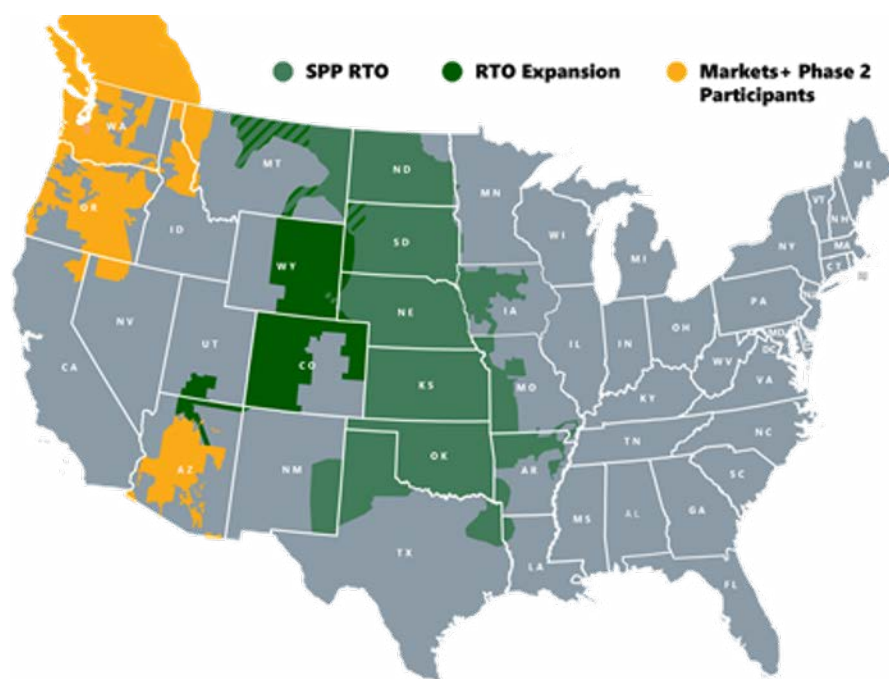 SPP RTO
RTO Expansion
Markets+ Phase 2
Participants
WA
MT
ND
MN
ME
OR
ID
SD
WI
MI
VT
NH
NY
MA
CT
RI
WY
NE
IA
PA
NJ
NV
UT
CO
IL
IN
OH
MD
DC
CA
KS
MO
WV
VA
KY
AZ
NM
OK
AR
TN
NC
SC
TX
LA
MS
AL
GA
FL